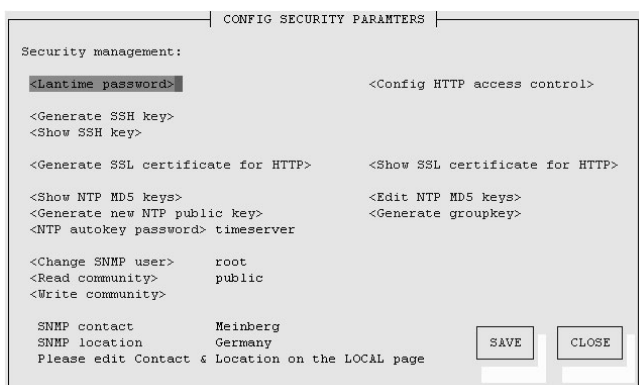 CONFIG SECURITY PARAMTERS
Security management:
<Lantime password> <Config HTTP access control>
<Generate SSH key>
<Show SSH key>
<Generate SSL certificate for HTTP> <Show SSL certificate for HTTP>
<Show NTP MD5 keys> <Edit NTP MD5 keys>
<Generate new NTP public key> <Generate groupkey>
<NTP autokey password> timeserver
<Change SNMP user> root
<Read community> public
<Write community>
SNMP contact Meinberg
SNMP location Germany
Please edit Contact & Location on the LOCAL page
SAVE CLOSE